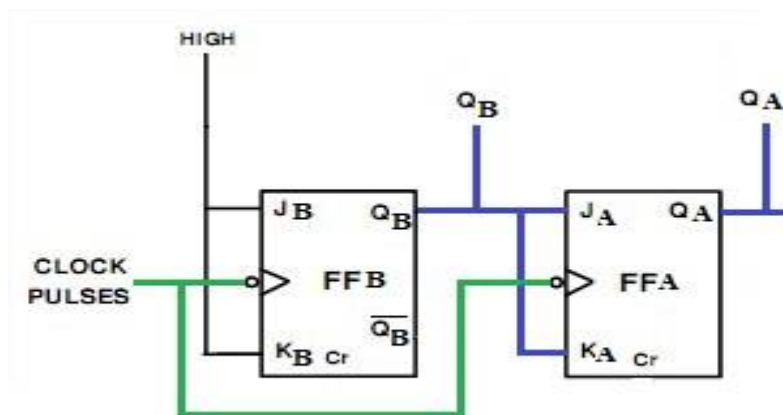 HIGH
QB
QA
JB
QB
JA
QA
CLOCK
PULSES
FFB
FFA
QB
KB
Cr
KA
Cr